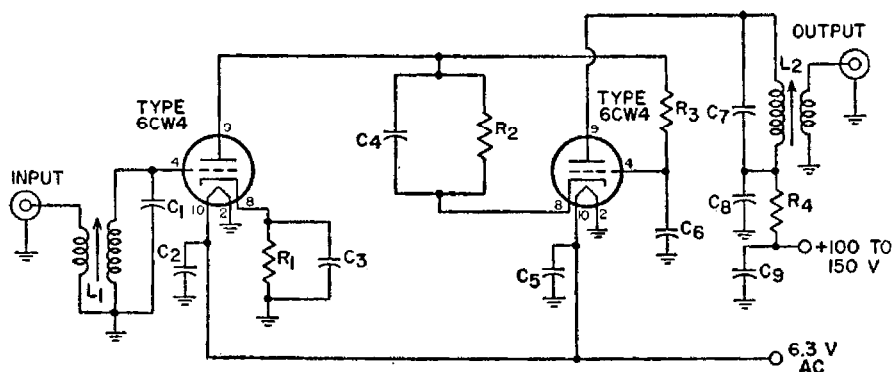 OUTPUT
L2
TYPE
6CW4
9
TYPE
6CW4
9
C7
R3
R2
C4
INPUT
4
4
C1
10
2
8
8
10
2
C8
R4
C6
L1
C2
R1
C3
C5
C9
+100 TO
150 V
6.3 V
AC